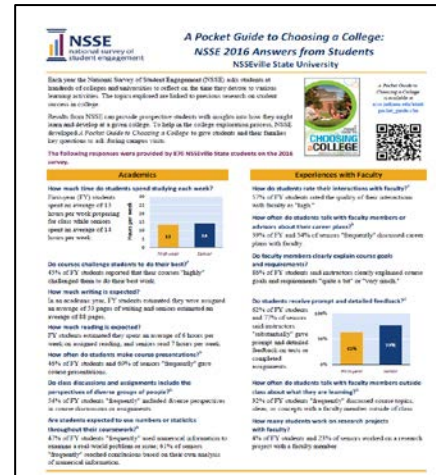 NSSE
national survey of
student engagement
A Pocket Guide to Choosing a College:
NSSE 2016 Answers from Students
NSSEville State University
Each year the National Survey of Student Engagement (NSSE) asks students at
hundreds of colleges and universities to reflect on the time they devote to various
learning activities. The topics explored are linked to previous research on student
success in college.
Results from NSSE can provide prospective students with insights into how they might
learn and develop at a given college. To help in the college exploration process, NSSE
developed A Pocket Guide to Choosing a College to give students and their families
key questions to ask during campus visits.
The following responses were provided by 870 NSSEville State students on the 2016
survey.
CHOOSING
a COLLEGE
A Pocket Guide to
Choosing a College
is available at
Academics
How much time do students spend studying each week?
First-year (FY) students
spent an average of 13
hours per week preparing
for class while seniors
spent an average of 14
hours per week.
Hours per week
13
14
First-year
Senior
Do courses challenge students to do their best?
45% of FY students reported that their courses "highly"
challenged them to do their best work.
How much writing is expected?
In an academic year, FY students estimated they were assigned
an average of pages of writing and seniors estimated an
average of 88 pages.
How much reading is expected?
FY students estimated they spent an average of 6 hours per
week on assigned reading, and seniors read 7 hours per week.
How often do students make course presentations?
of FY students and 60% of seniors "frequently" gave
course presentations.
Do class discussions and assignments include the
perspectives of diverse groups of people?
54% of FY students "frequently" included diverse perspectives
in course discussions or assignments.
Are students expected to use numbers or statistics
throughout their coursework?
47% of FY students "frequently" used numerical information to
examine a real-world problem or issue; 41% of seniors
"frequently" reached conclusions based on their own analysis
of numerical information.
Experiences with Faculty
How do students rate their interactions with faculty?
57% of FY students rated the quality of their interactions
with faculty as "high."
How often do students talk with faculty members or
advisors about their career plans?
39% of FY and 54% of seniors "frequently" discussed career
plans with faculty.
Do faculty members clearly explain course goals
and requirements?
of FY students said instructors clearly explained course
goals and requirements "quite a bit" or "very much."
Do students receive prompt and detailed feedback?
62% of FY students
and 77% of seniors
said instructors
"substantially" gave
prompt and detailed
feedback on tests or
completed
assignments.
100%
50%
0%
62%
77%
First-year
Senior
How often do students talk with faculty members outside
class about what they are learning?
32% of FY students "frequently" discussed course topics,
ideas, or concepts with a faculty member outside of class.
How many students work on research projects
with faculty?
of FY students and 23% of seniors worked on a research
project with a faculty member.